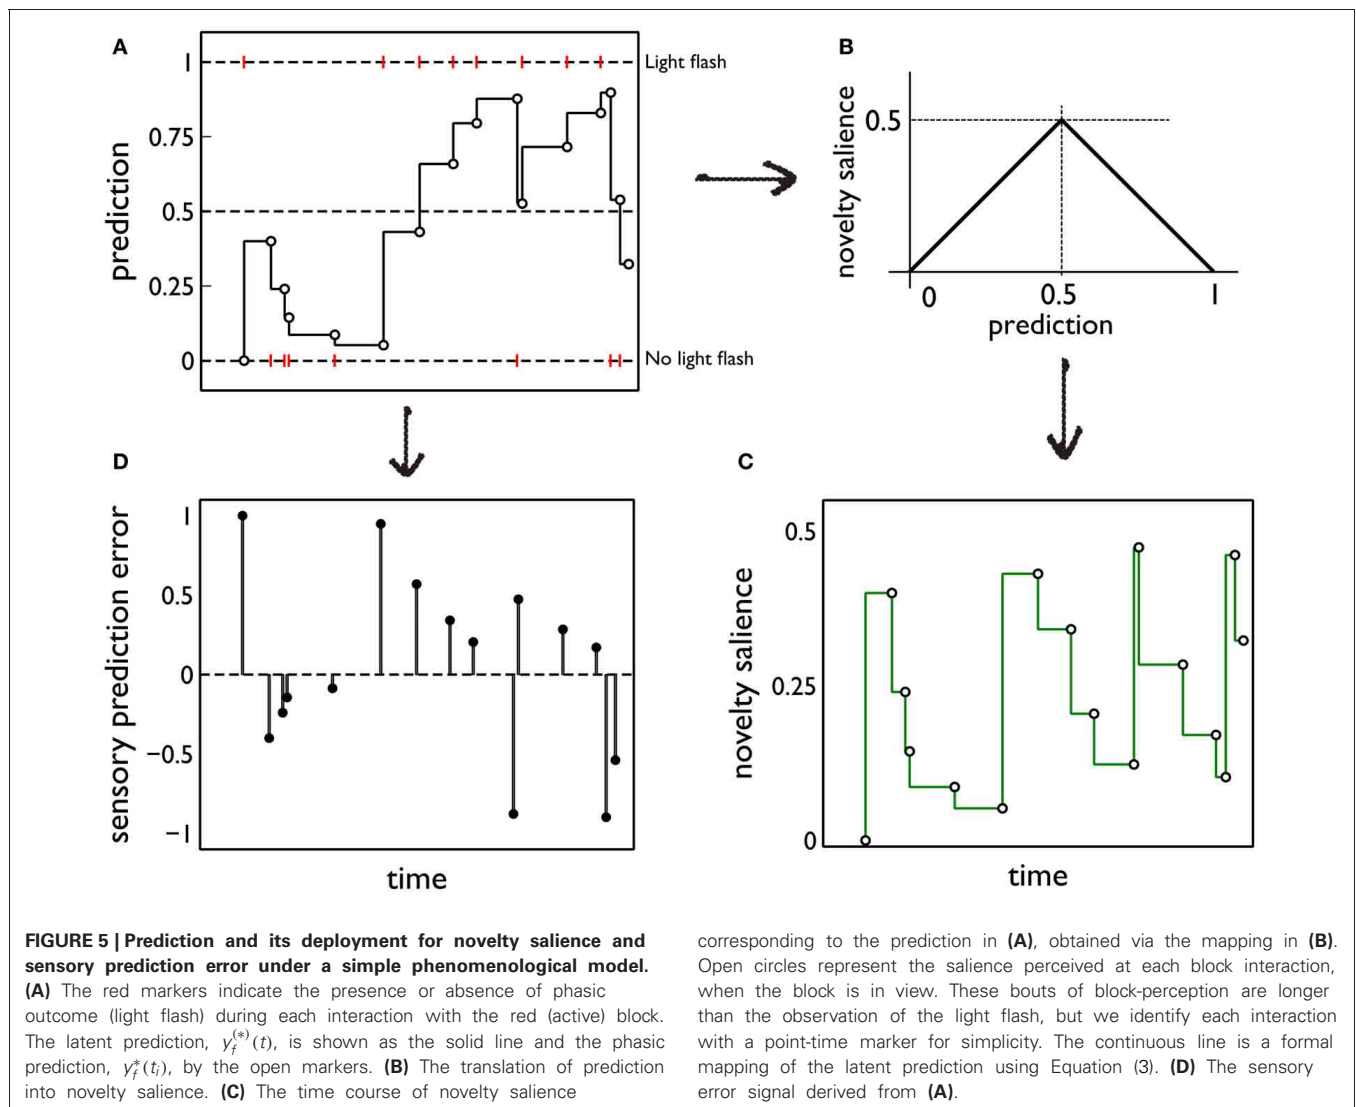 A
prediction
1
0.75
0.5
0.25
0
Light flash
No light flash
B
novelty salience
0.5
0
0.5
1
prediction
D
sensory prediction error
1
0.5
0
−0.5
−1
time
C
novelty salience
0.5
0.25
0
time
FIGURE 5 | Prediction and its deployment for novelty salience and
sensory prediction error under a simple phenomenological model.
(A) The red markers indicate the presence or absence of phasic
outcome (light flash) during each interaction with the red (active) block.
The latent prediction, y_f^(*)(t), is shown as the solid line and the phasic
prediction, y_f^*(t_i), by the open markers. (B) The translation of prediction
into novelty salience. (C) The time course of novelty salience
corresponding to the prediction in (A), obtained via the mapping in (B).
Open circles represent the salience perceived at each block interaction,
when the block is in view. These bouts of block-perception are longer
than the observation of the light flash, but we identify each interaction
with a point-time marker for simplicity. The continuous line is a formal
mapping of the latent prediction using Equation (3). (D) The sensory
error signal derived from (A).